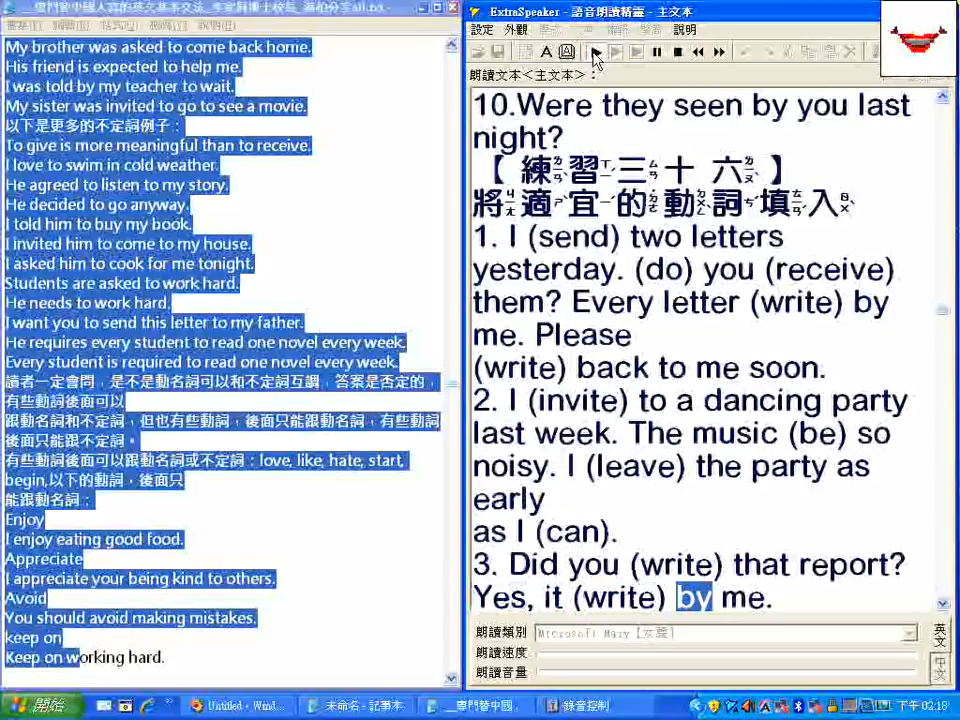 My brother was asked to come back home.
His friend is expected to help me.
I was told by my teacher to wait.
My sister was invited to go to see a movie.
以下是更多的不定詞例子：
To give is more meaningful than to receive.
I love to swim in cold weather.
He agreed to listen to my story.
He decided to go anyway.
I told him to buy my book.
I invited him to come to my house.
I asked him to cook for me tonight.
Students are asked to work hard.
He needs to work hard.
I want you to send this letter to my father.
He requires every student to read one novel every week.
Every student is required to read one novel every week.
讀者一定會問，是不是動名詞可以和不定詞互調，答案是否定的，
有些動詞後面可以
跟動名詞和不定詞，但也有些動詞，後面只能跟動名詞，有些動詞
後面只能跟不定詞。
有些動詞後面可以跟動名詞或不定詞：love, like, hate, start,
begin,以下的動詞，後面只
能跟動名詞：
Enjoy
I enjoy eating good food.
Appreciate
I appreciate your being kind to others.
Avoid
You should avoid making mistakes.
keep on
Keep on working hard.
ExtraSpeaker - 語音朗讀精靈 - 主文本
設定 外觀 說明
朗讀文本<主文本>：
10.Were they seen by you last
night?
【練習三十六】
將適宜的動詞填入
1. I (send) two letters
yesterday. (do) you (receive)
them? Every letter (write) by
me. Please
(write) back to me soon.
2. I (invite) to a dancing party
last week. The music (be) so
noisy. I (leave) the party as
early
as I (can).
3. Did you (write) that report?
Yes, it (write) by me.
朗讀類別 Microsoft Mary【女聲】
朗讀速度
朗讀音量
英文
中文
開始
Untitled - Wind...
未命名 - 記事本
__專門替中國...
錄音控制
下午 02:18